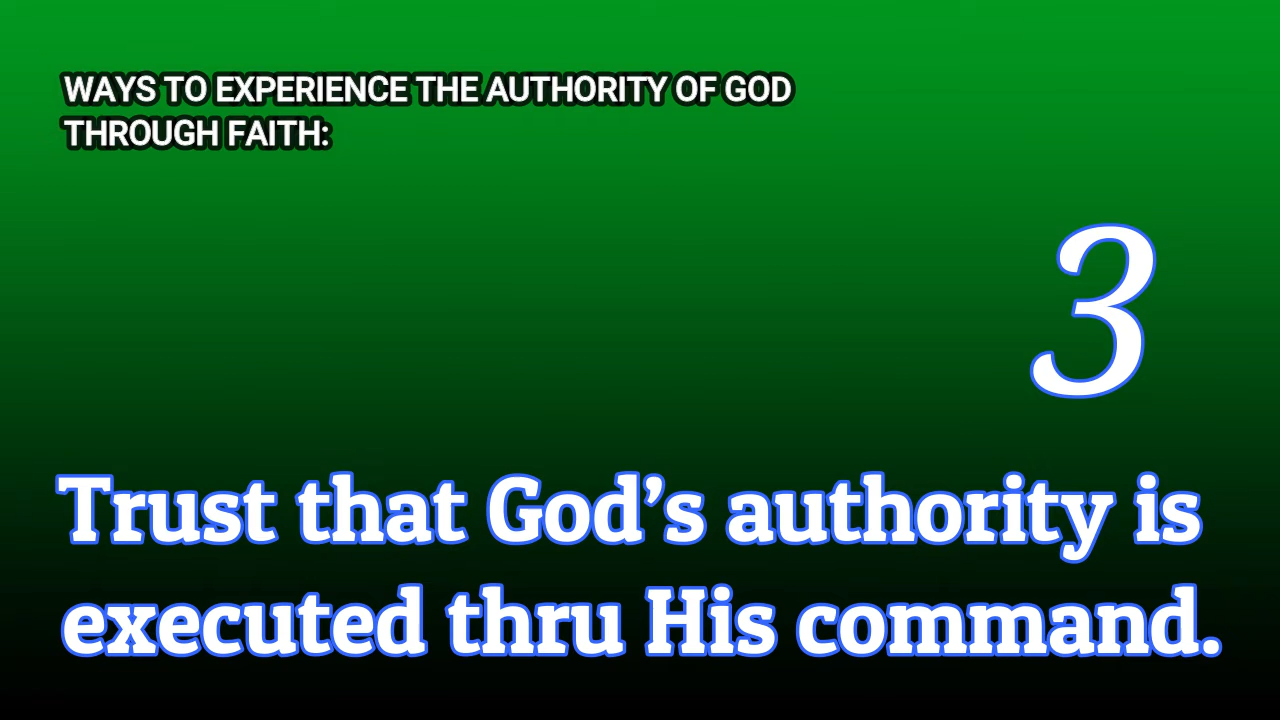 WAYS TO EXPERIENCE THE AUTHORITY OF GOD
THROUGH FAITH:
3
Trust that God’s authority is
executed thru His command.